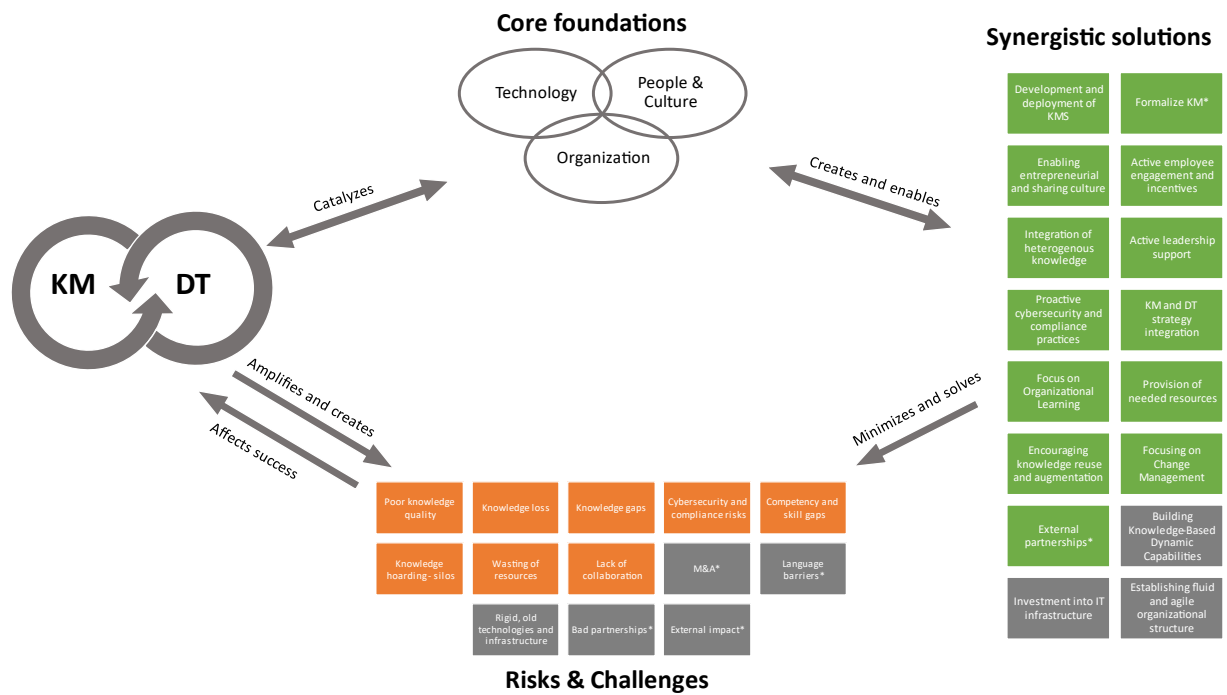 Core foundations
Technology
People &
Culture
Organization
Catalyzes
Creates and enables
KM
DT
Amplifies and creates
Affects success
Minimizes and solves
Synergistic solutions
Development and
deployment of
KMS
Formalize KM*
Enabling
entrepreneurial
and sharing culture
Active employee
engagement and
incentives
Integration of
heterogenous
knowledge
Active leadership
support
Proactive
cybersecurity and
compliance
practices
KM and DT
strategy
integration
Focus on
Organizational
Learning
Provision of
needed resources
Encouraging
knowledge reuse
and augmentation
Focusing on
Change
Management
External
partnerships*
Building
Knowledge-Based
Dynamic
Capabilities
Investment into IT
infrastructure
Establishing fluid
and agile
organizational
structure
Poor knowledge
quality
Knowledge loss
Knowledge gaps
Cybersecurity and
compliance risks
Competency and
skill gaps
Knowledge
hoarding - silos
Wasting of
resources
Lack of
collaboration
M&A*
Language
barriers*
Rigid, old
technologies and
infrastructure
Bad partnerships*
External impact*
Risks & Challenges